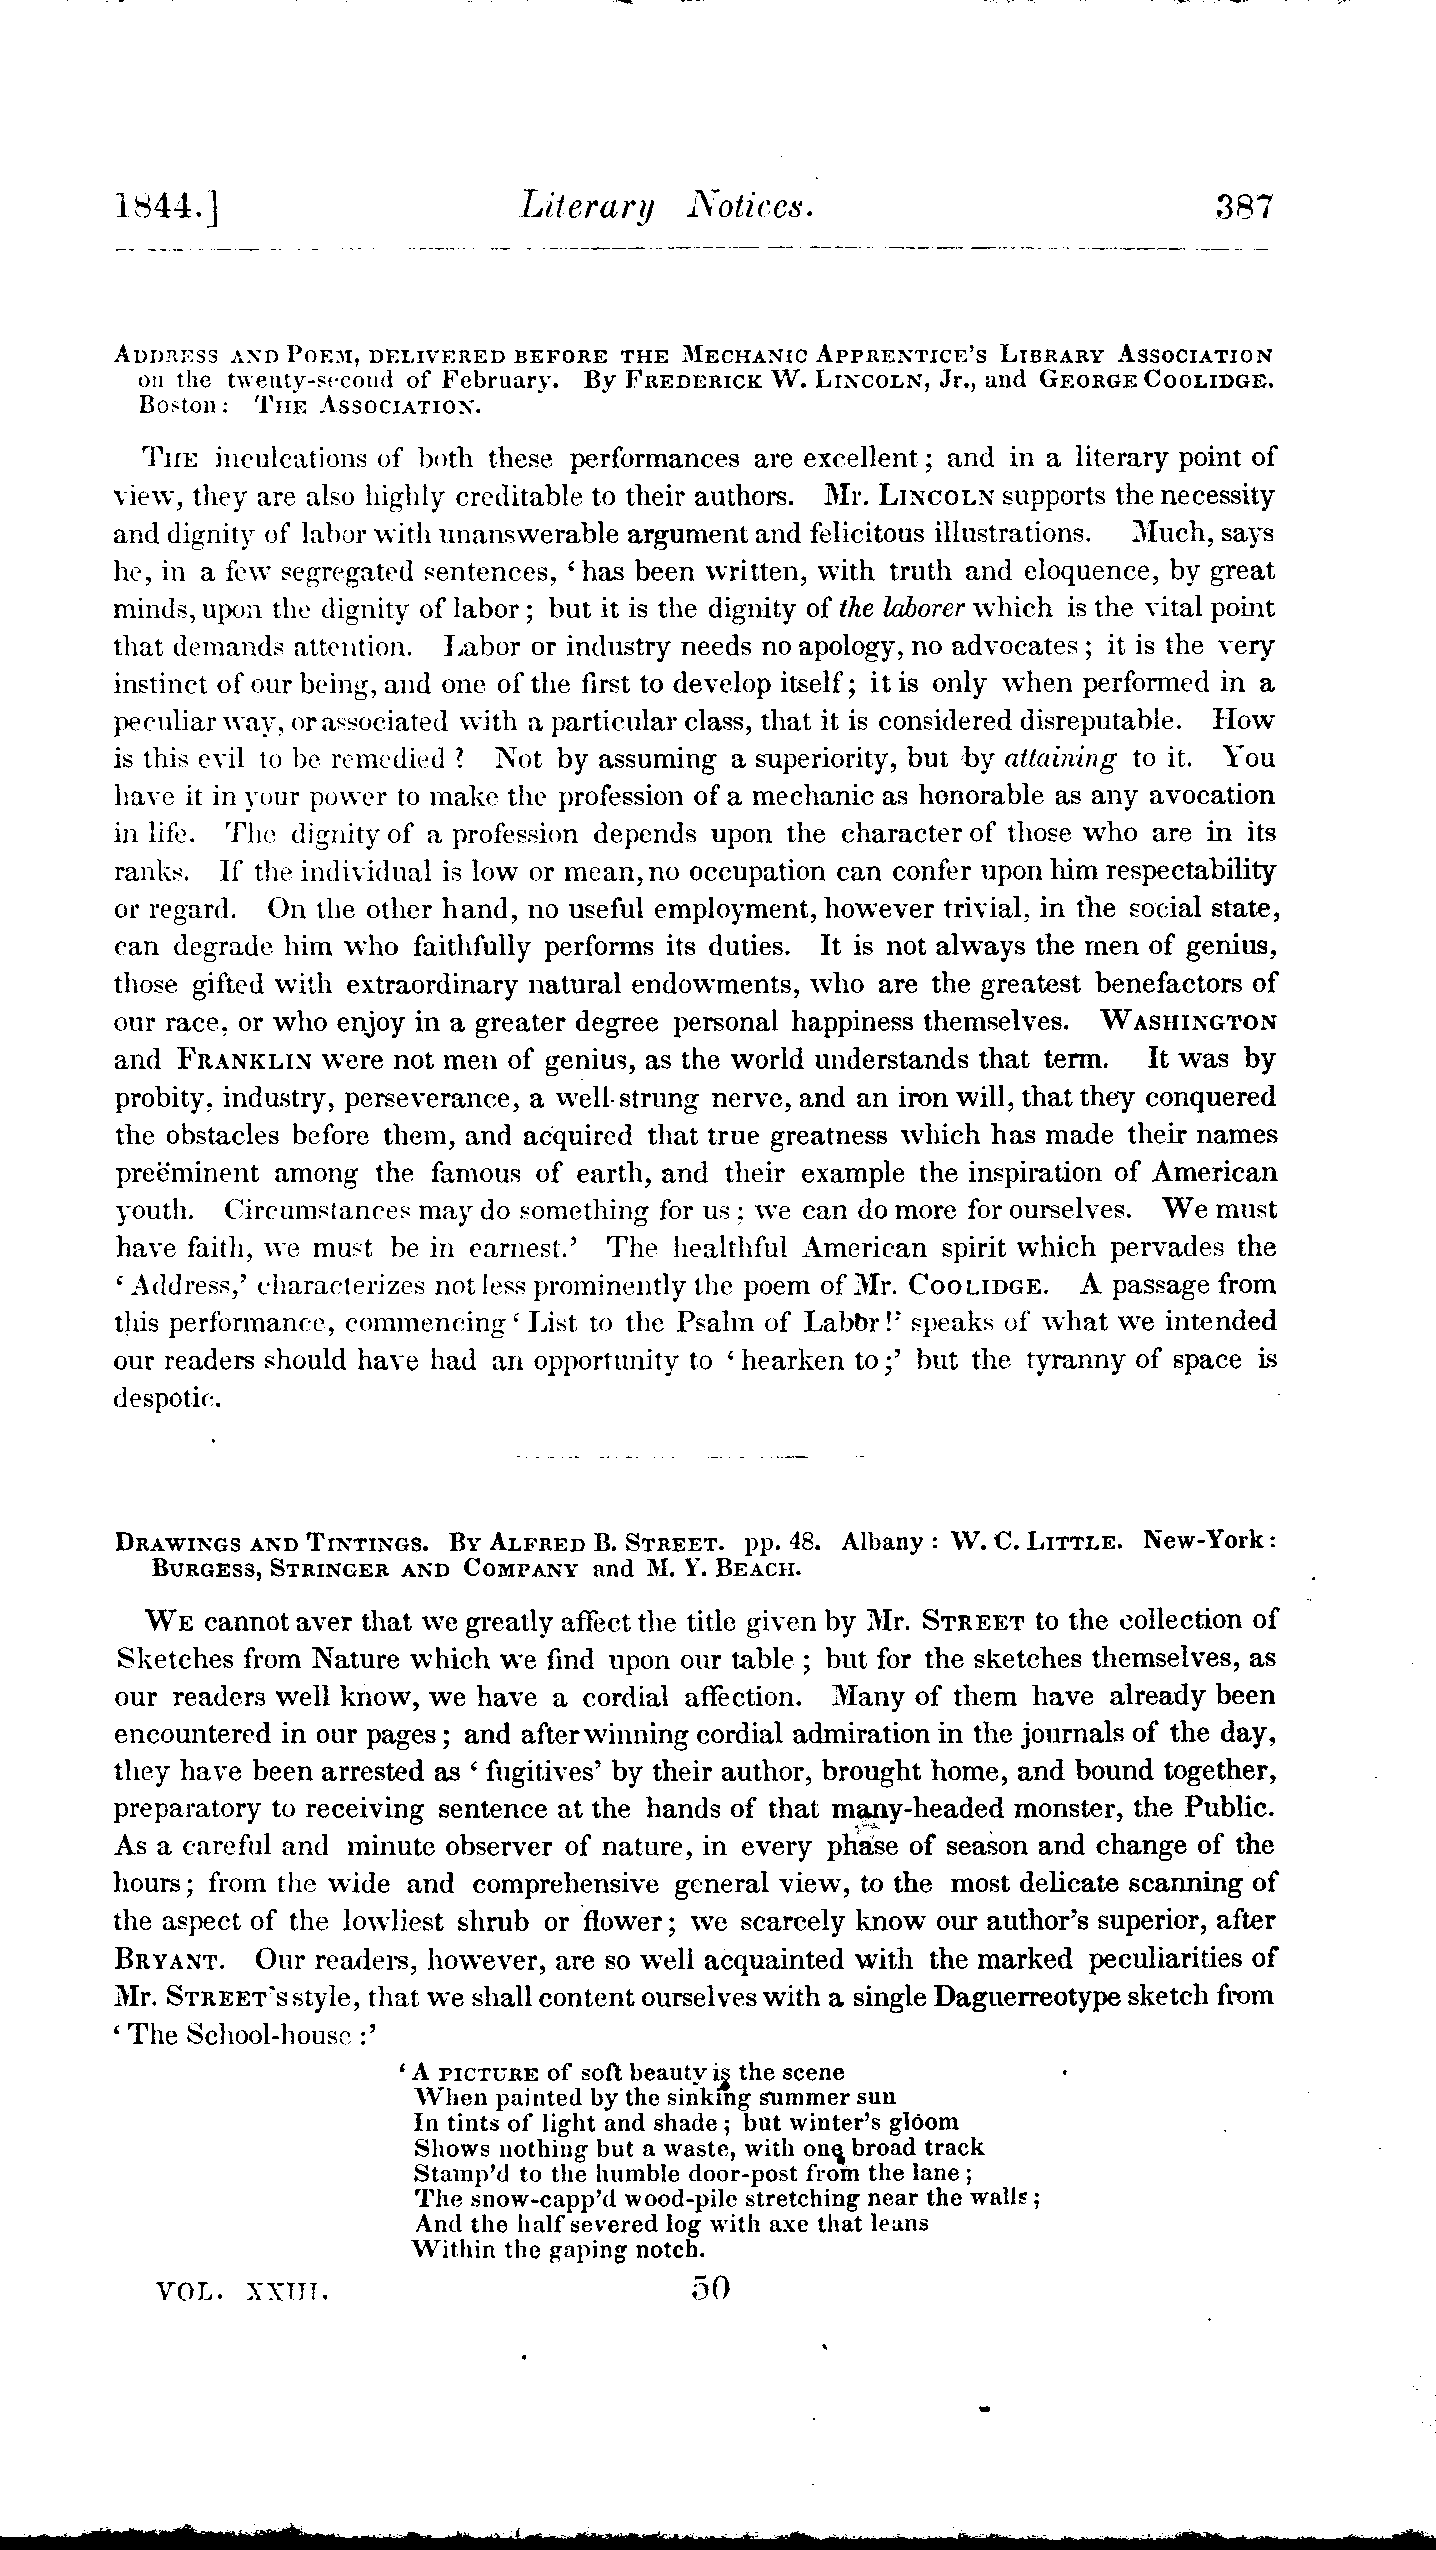 1844.] Literary Notices. 387
ADDRESS AND POEM, DELIVERED BEFORE THE MECHANIC APPRENTICE'S LIBRARY ASSOCIATION
on the twenty-second of February. By FREDERICK W. LINCOLN, Jr., and GEORGE COOLIDGE.
Boston: THE ASSOCIATION.
THE inculcations of both these performances are excellent; and in a literary point of
view, they are also highly creditable to their authors. Mr. LINCOLN supports the necessity
and dignity of labor with unanswerable argument and felicitous illustrations. Much, says
he, in a few segregated sentences, ‘has been written, with truth and eloquence, by great
minds, upon the dignity of labor; but it is the dignity of the laborer which is the vital point
that demands attention. Labor or industry needs no apology, no advocates; it is the very
instinct of our being, and one of the first to develop itself; it is only when performed in a
peculiar way, or associated with a particular class, that it is considered disreputable. How
is this evil to be remedied? Not by assuming a superiority, but by attaining to it. You
have it in your power to make the profession of a mechanic as honorable as any avocation
in life. The dignity of a profession depends upon the character of those who are in its
ranks. If the individual is low or mean, no occupation can confer upon him respectability
or regard. On the other hand, no useful employment, however trivial, in the social state,
can degrade him who faithfully performs its duties. It is not always the men of genius,
those gifted with extraordinary natural endowments, who are the greatest benefactors of
our race, or who enjoy in a greater degree personal happiness themselves. WASHINGTON
and FRANKLIN were not men of genius, as the world understands that term. It was by
probity, industry, perseverance, a well-strung nerve, and an iron will, that they conquered
the obstacles before them, and acquired that true greatness which has made their names
preëminent among the famous of earth, and their example the inspiration of American
youth. Circumstances may do something for us; we can do more for ourselves. We must
have faith, we must be in earnest.’ The healthful American spirit which pervades the
‘Address,’ characterizes not less prominently the poem of Mr. COOLIDGE. A passage from
this performance, commencing ‘List to the Psalm of Labor!’ speaks of what we intended
our readers should have had an opportunity to ‘hearken to;’ but the tyranny of space is
despotic.
DRAWINGS AND TINTINGS. BY ALFRED B. STREET. pp. 48. Albany: W. C. LITTLE. New-York:
BURGESS, STRINGER AND COMPANY and M. Y. BEACH.
WE cannot aver that we greatly affect the title given by Mr. STREET to the collection of
Sketches from Nature which we find upon our table; but for the sketches themselves, as
our readers well know, we have a cordial affection. Many of them have already been
encountered in our pages; and after winning cordial admiration in the journals of the day,
they have been arrested as ‘fugitives’ by their author, brought home, and bound together,
preparatory to receiving sentence at the hands of that many-headed monster, the Public.
As a careful and minute observer of nature, in every phase of season and change of the
hours; from the wide and comprehensive general view, to the most delicate scanning of
the aspect of the lowliest shrub or flower; we scarcely know our author's superior, after
BRYANT. Our readers, however, are so well acquainted with the marked peculiarities of
Mr. STREET's style, that we shall content ourselves with a single Daguerreotype sketch from
‘The School-house:’
‘A PICTURE of soft beauty is the scene
When painted by the sinking summer sun
In tints of light and shade; but winter's gloom
Shows nothing but a waste, with one broad track
Stamp'd to the humble door-post from the lane;
The snow-capp'd wood-pile stretching near the walls;
And the half severed log with axe that leans
Within the gaping notch.
VOL. XXIII. 50